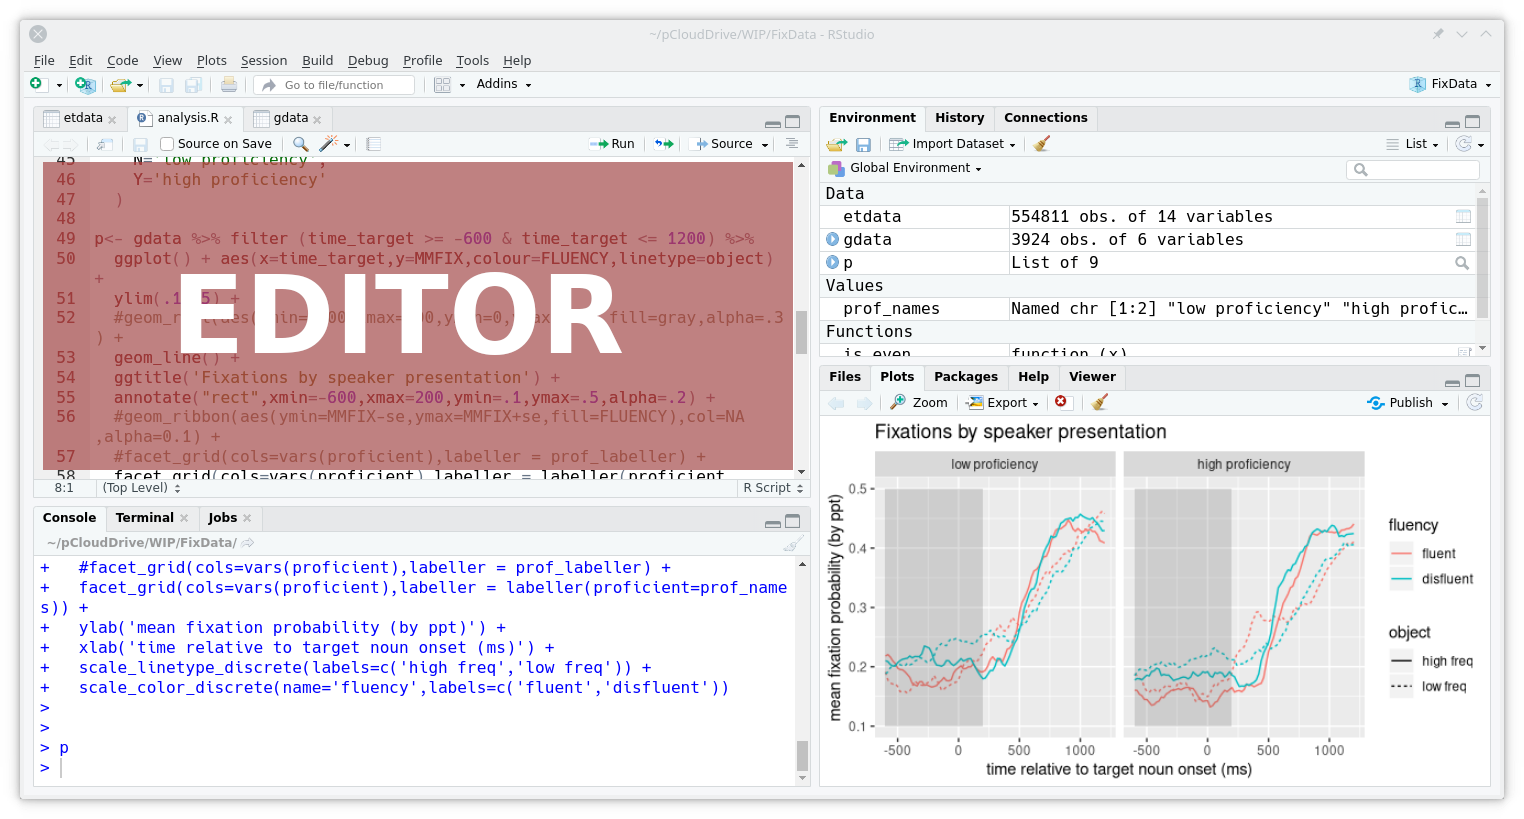 ~/pCloudDrive/WIP/FixData - RStudio
File Edit Code View Plots Session Build Debug Profile Tools Help
Go to file/function Addins FixData
etdata analysis.R gdata
Source on Save Run Source
45 N='low proficiency',
46 Y='high proficiency'
47 )
48
49 p<- gdata %>% filter (time_target >= -600 & time_target <= 1200) %>%
50 ggplot() + aes(x=time_target,y=MMFIX,colour=FLUENCY,linetype=object)
+
51 ylim(.1 5) +
52 #geom_ fill=gray,alpha=.3
) +
53 geom_line() +
54 ggtitle('Fixations by speaker presentation') +
55 annotate("rect",xmin=-600,xmax=200,ymin=.1,ymax=.5,alpha=.2) +
56 #geom_ribbon(aes(ymin=MMFIX-se,ymax=MMFIX+se,fill=FLUENCY),col=NA
,alpha=0.1) +
57 #facet_grid(cols=vars(proficient),labeller = prof_labeller) +
58 facet_grid(cols=vars(proficient),labeller = labeller(proficient
EDITOR
8:1 (Top Level) R Script
Console Terminal Jobs
~/pCloudDrive/WIP/FixData/
+ #facet_grid(cols=vars(proficient),labeller = prof_labeller) +
+ facet_grid(cols=vars(proficient),labeller = labeller(proficient=prof_name
s)) +
+ ylab('mean fixation probability (by ppt)') +
+ xlab('time relative to target noun onset (ms)') +
+ scale_linetype_discrete(labels=c('high freq','low freq')) +
+ scale_color_discrete(name='fluency',labels=c('fluent','disfluent'))
>
>
> p
>
Environment History Connections
Import Dataset List
Global Environment
Data
etdata 554811 obs. of 14 variables
gdata 3924 obs. of 6 variables
p List of 9
Values
prof_names Named chr [1:2] "low proficiency" "high profic…
Functions
is.even function (x)
Files Plots Packages Help Viewer
Zoom Export Publish
Fixations by speaker presentation
low proficiency high proficiency
mean fixation probability (by ppt)
0.5
0.4
0.3
0.2
0.1
-500 0 500 1000 -500 0 500 1000
time relative to target noun onset (ms)
fluency
fluent
disfluent
object
high freq
low freq